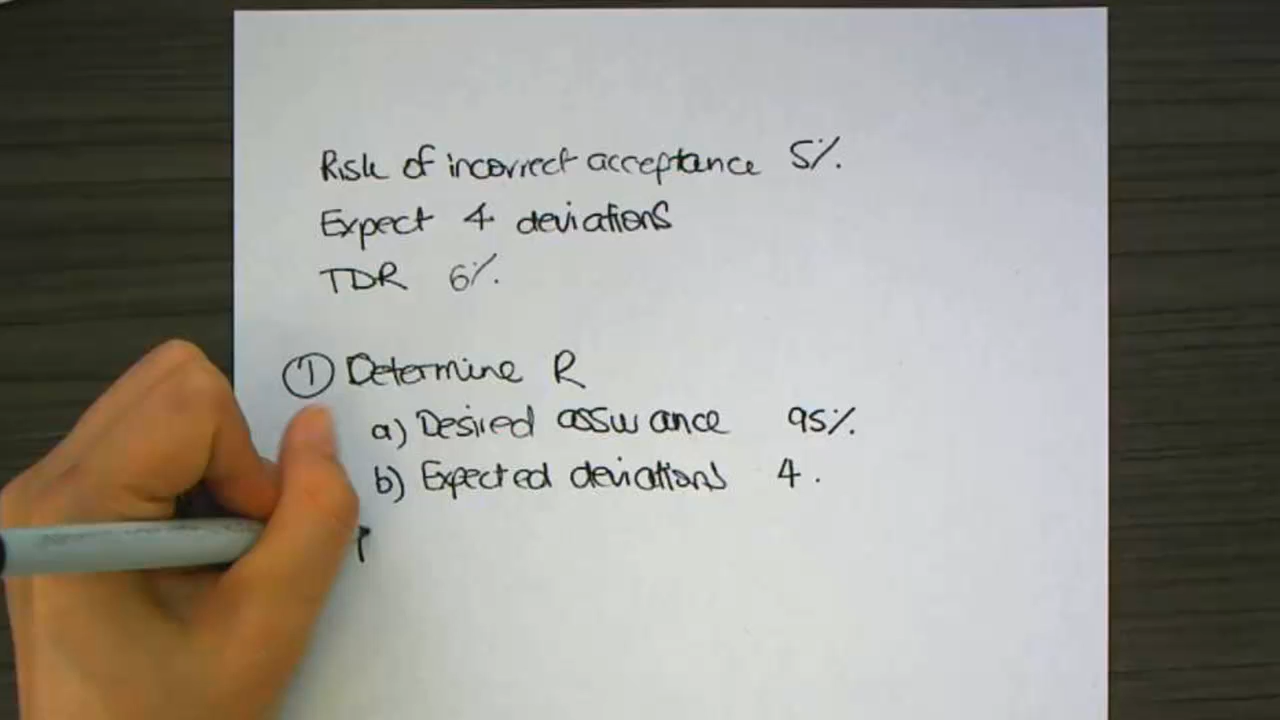 Risk of incorrect acceptance 5%.
Expect 4 deviations
TDR 6%.
① Determine R
a) Desired assurance 95%.
b) Expected deviations 4.